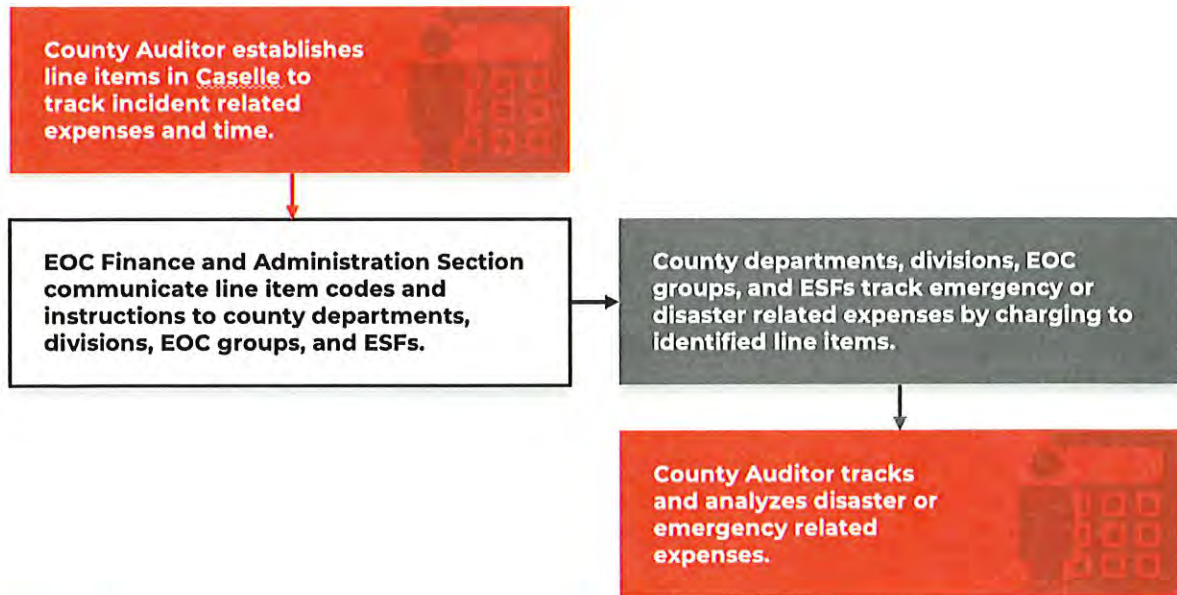 County Auditor establishes
line items in Caselle to
track incident related
expenses and time.
EOC Finance and Administration Section
communicate line item codes and
instructions to county departments,
divisions, EOC groups, and ESFs.
County departments, divisions, EOC
groups, and ESFs track emergency or
disaster related expenses by charging to
identified line items.
County Auditor tracks
and analyzes disaster or
emergency related
expenses.